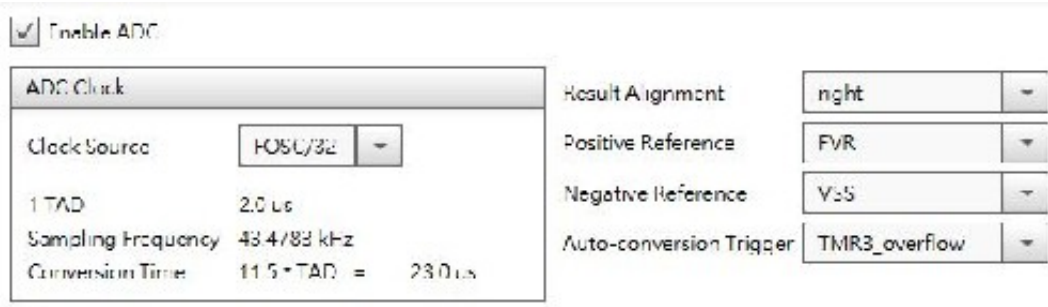 Enable ADC
ADC Clock
Clock Source FOSC/32
1 TAD 2.0 us
Sampling Frequency 43.4783 kHz
Conversion Time 11.5 * TAD = 23.0 us
Result Alignment right
Positive Reference FVR
Negative Reference VSS
Auto-conversion Trigger TMR3_overflow